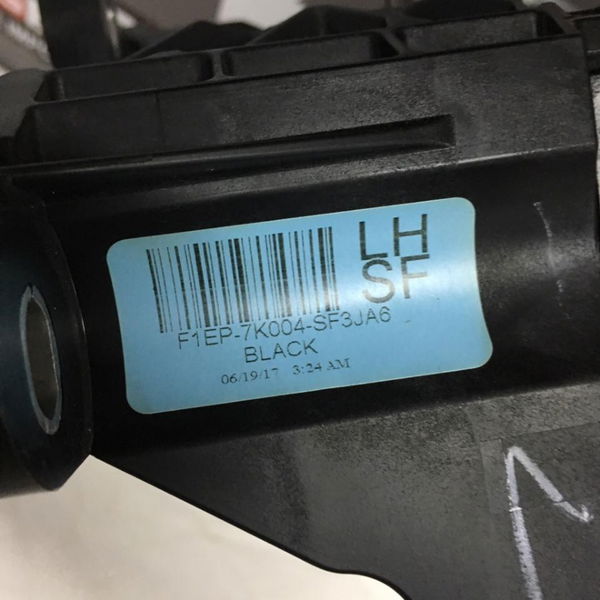 LH
SF
F1EP-7K004-SF3JA6
BLACK
06/19/17 3:24 AM